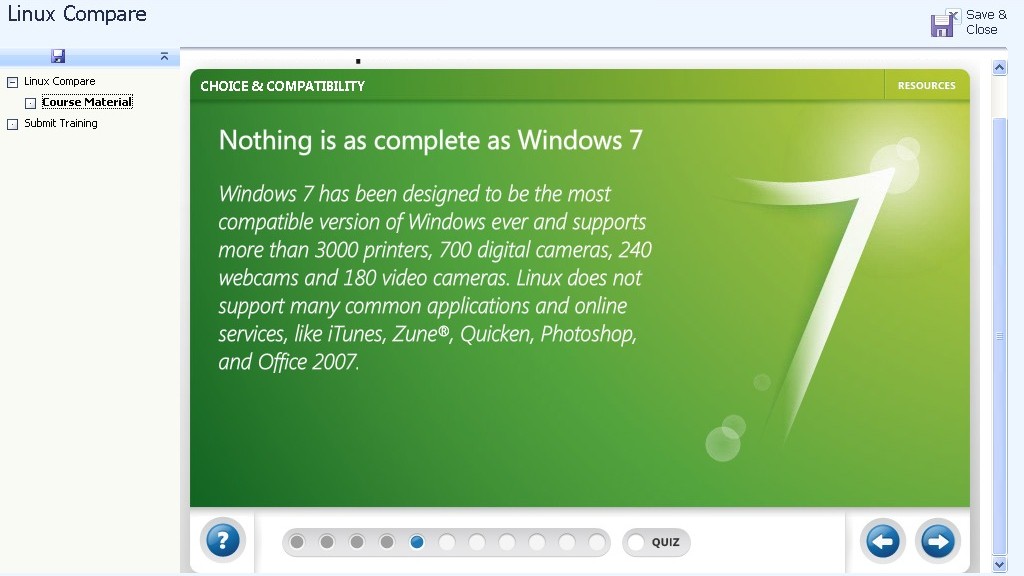 Linux Compare
Save &
Close
Linux Compare
Course Material
Submit Training
CHOICE & COMPATIBILITY
RESOURCES
Nothing is as complete as Windows 7
Windows 7 has been designed to be the most
compatible version of Windows ever and supports
more than 3000 printers, 700 digital cameras, 240
webcams and 180 video cameras. Linux does not
support many common applications and online
services, like iTunes, Zune®, Quicken, Photoshop,
and Office 2007.
7
?
QUIZ